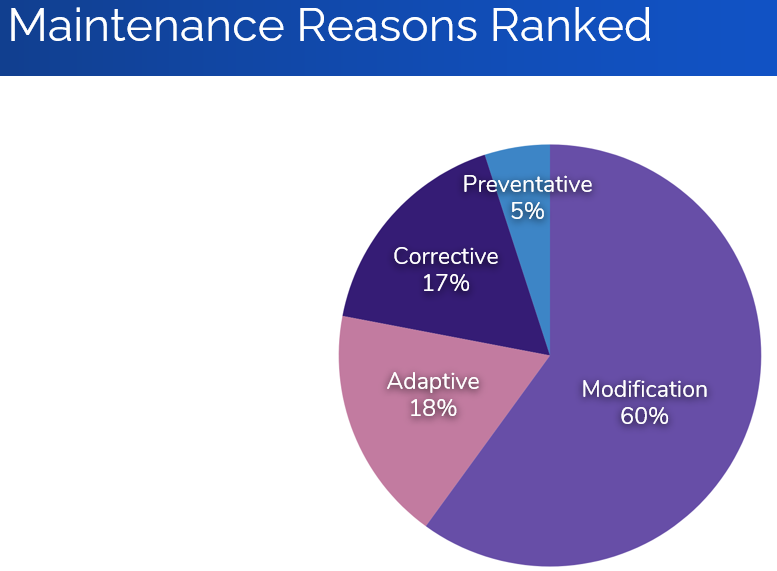 Maintenance Reasons Ranked
Preventative
5%
Corrective
17%
Adaptive
18%
Modification
60%